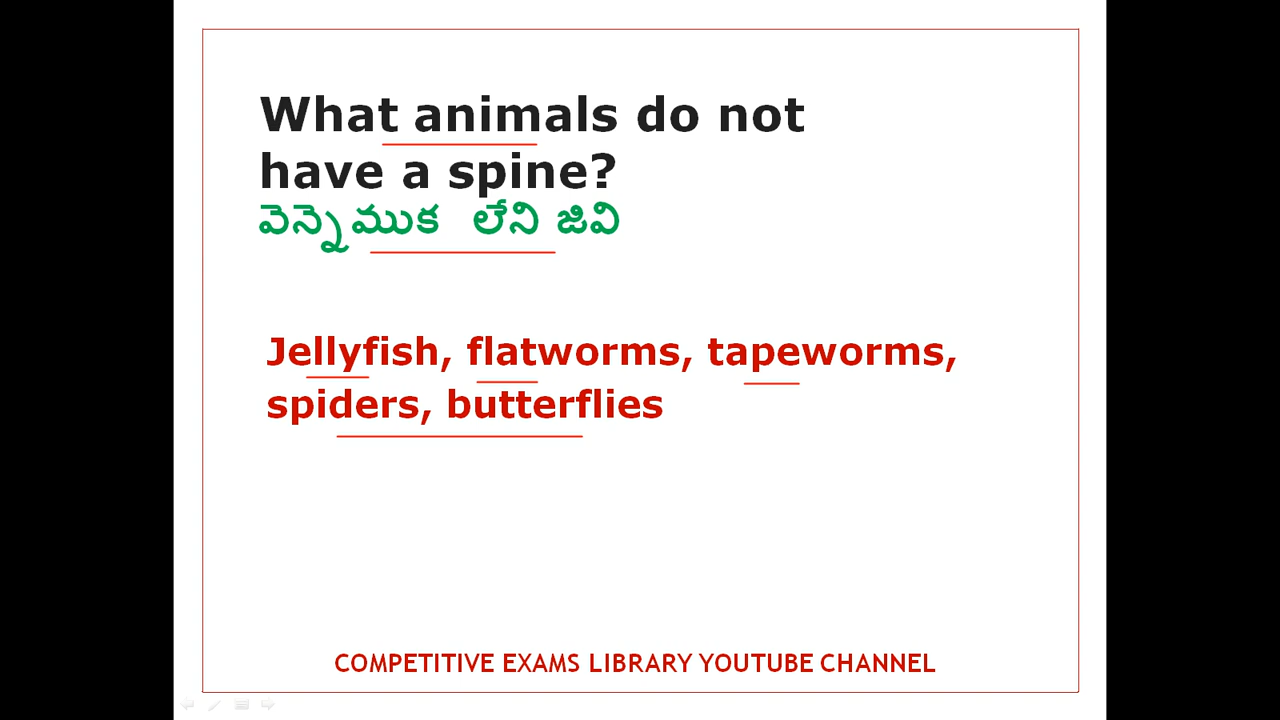 What animals do not
have a spine?
వెన్నెముక లేని జివి
Jellyfish, flatworms, tapeworms,
spiders, butterflies
COMPETITIVE EXAMS LIBRARY YOUTUBE CHANNEL